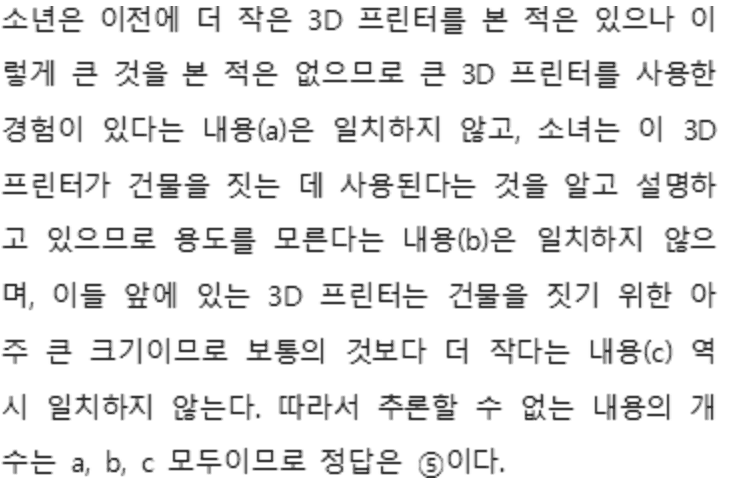 소년은 이전에 더 작은 3D 프린터를 본 적은 있으나 이
렇게 큰 것을 본 적은 없으므로 큰 3D 프린터를 사용한
경험이 있다는 내용(a)은 일치하지 않고, 소녀는 이 3D
프린터가 건물을 짓는 데 사용된다는 것을 알고 설명하
고 있으므로 용도를 모른다는 내용(b)은 일치하지 않으
며, 이들 앞에 있는 3D 프린터는 건물을 짓기 위한 아
주 큰 크기이므로 보통의 것보다 더 작다는 내용(c) 역
시 일치하지 않는다. 따라서 추론할 수 없는 내용의 개
수는 a, b, c 모두이므로 정답은 ⑤이다.